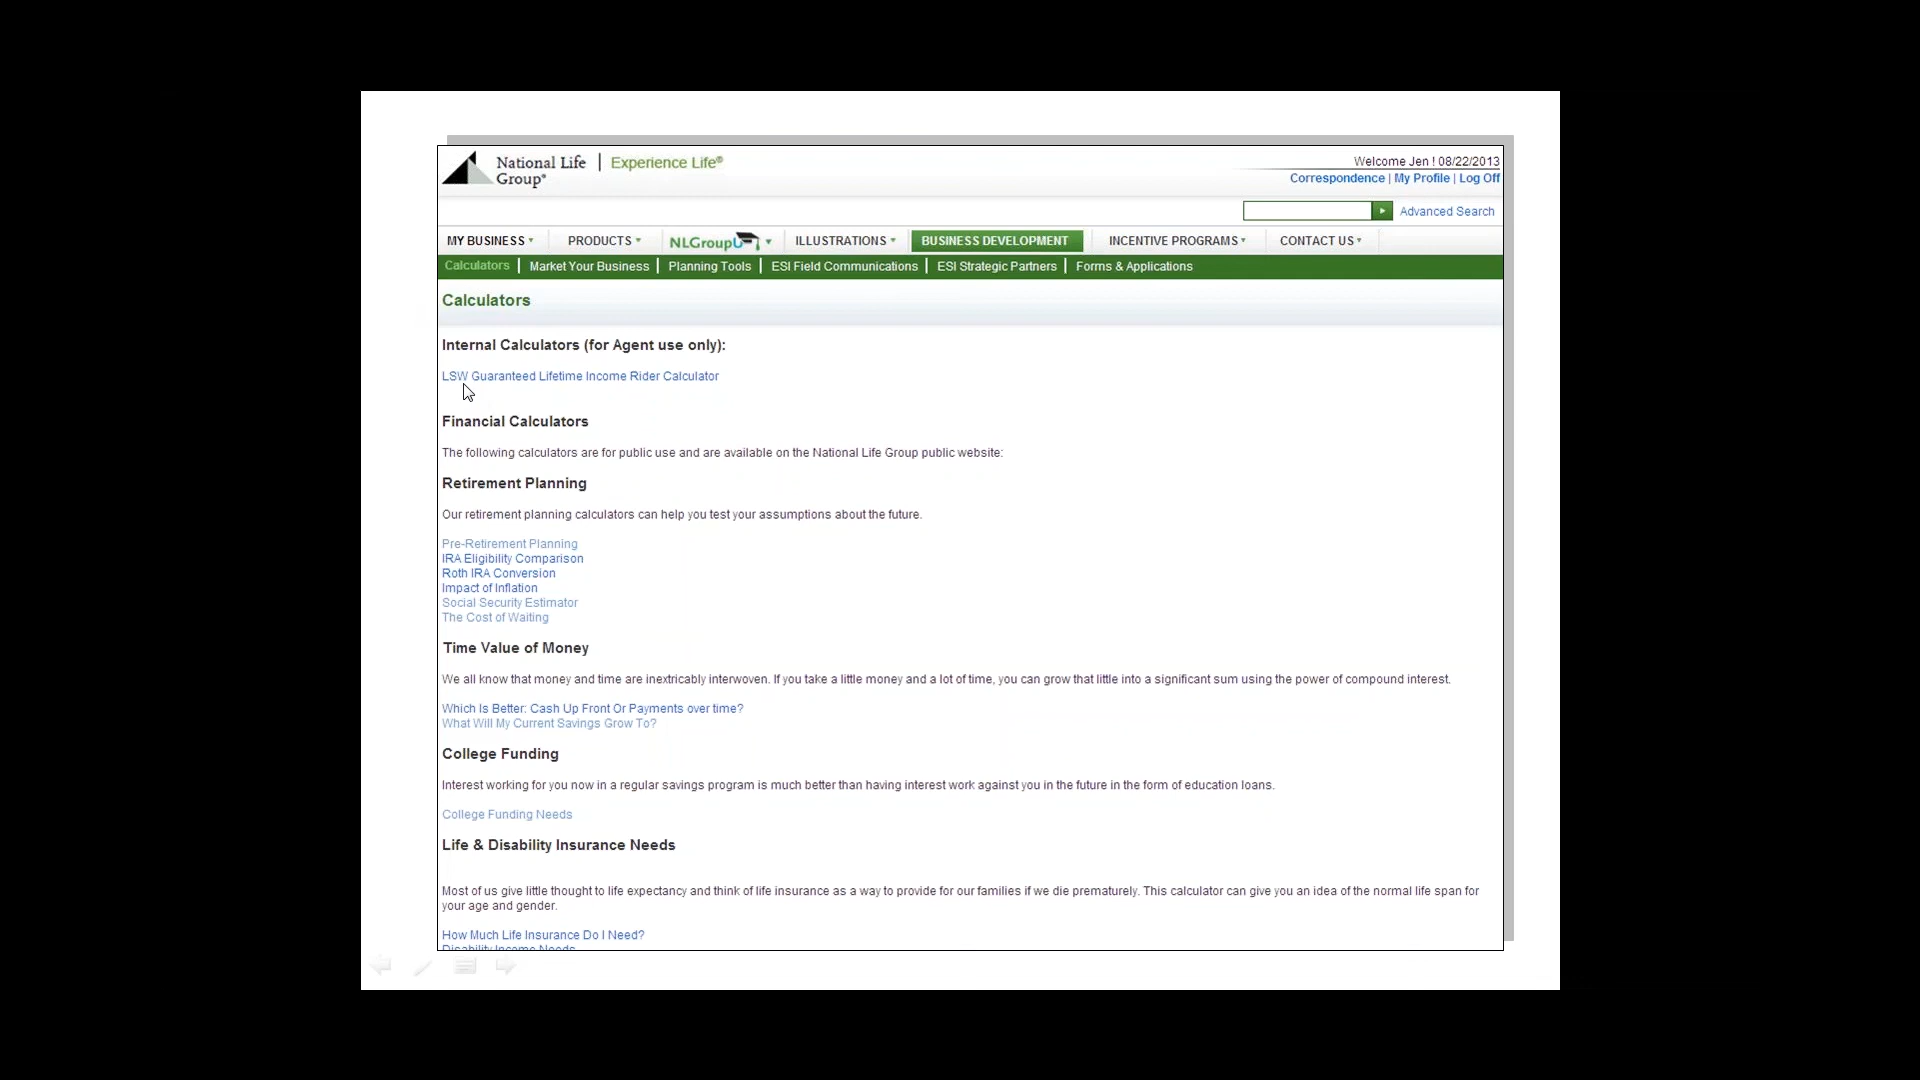 National Life Group® | Experience Life®
Welcome Jen ! 08/22/2013
Correspondence | My Profile | Log Off
Advanced Search
MY BUSINESS PRODUCTS NLGroupU ILLUSTRATIONS BUSINESS DEVELOPMENT INCENTIVE PROGRAMS CONTACT US
Calculators | Market Your Business | Planning Tools | ESI Field Communications | ESI Strategic Partners | Forms & Applications
Calculators
Internal Calculators (for Agent use only):
LSW Guaranteed Lifetime Income Rider Calculator
Financial Calculators
The following calculators are for public use and are available on the National Life Group public website:
Retirement Planning
Our retirement planning calculators can help you test your assumptions about the future.
Pre-Retirement Planning
IRA Eligibility Comparison
Roth IRA Conversion
Impact of Inflation
Social Security Estimator
The Cost of Waiting
Time Value of Money
We all know that money and time are inextricably interwoven. If you take a little money and a lot of time, you can grow that little into a significant sum using the power of compound interest.
Which Is Better: Cash Up Front Or Payments over time?
What Will My Current Savings Grow To?
College Funding
Interest working for you now in a regular savings program is much better than having interest work against you in the future in the form of education loans.
College Funding Needs
Life & Disability Insurance Needs
Most of us give little thought to life expectancy and think of life insurance as a way to provide for our families if we die prematurely. This calculator can give you an idea of the normal life span for
your age and gender.
How Much Life Insurance Do I Need?
Disability Income Needs